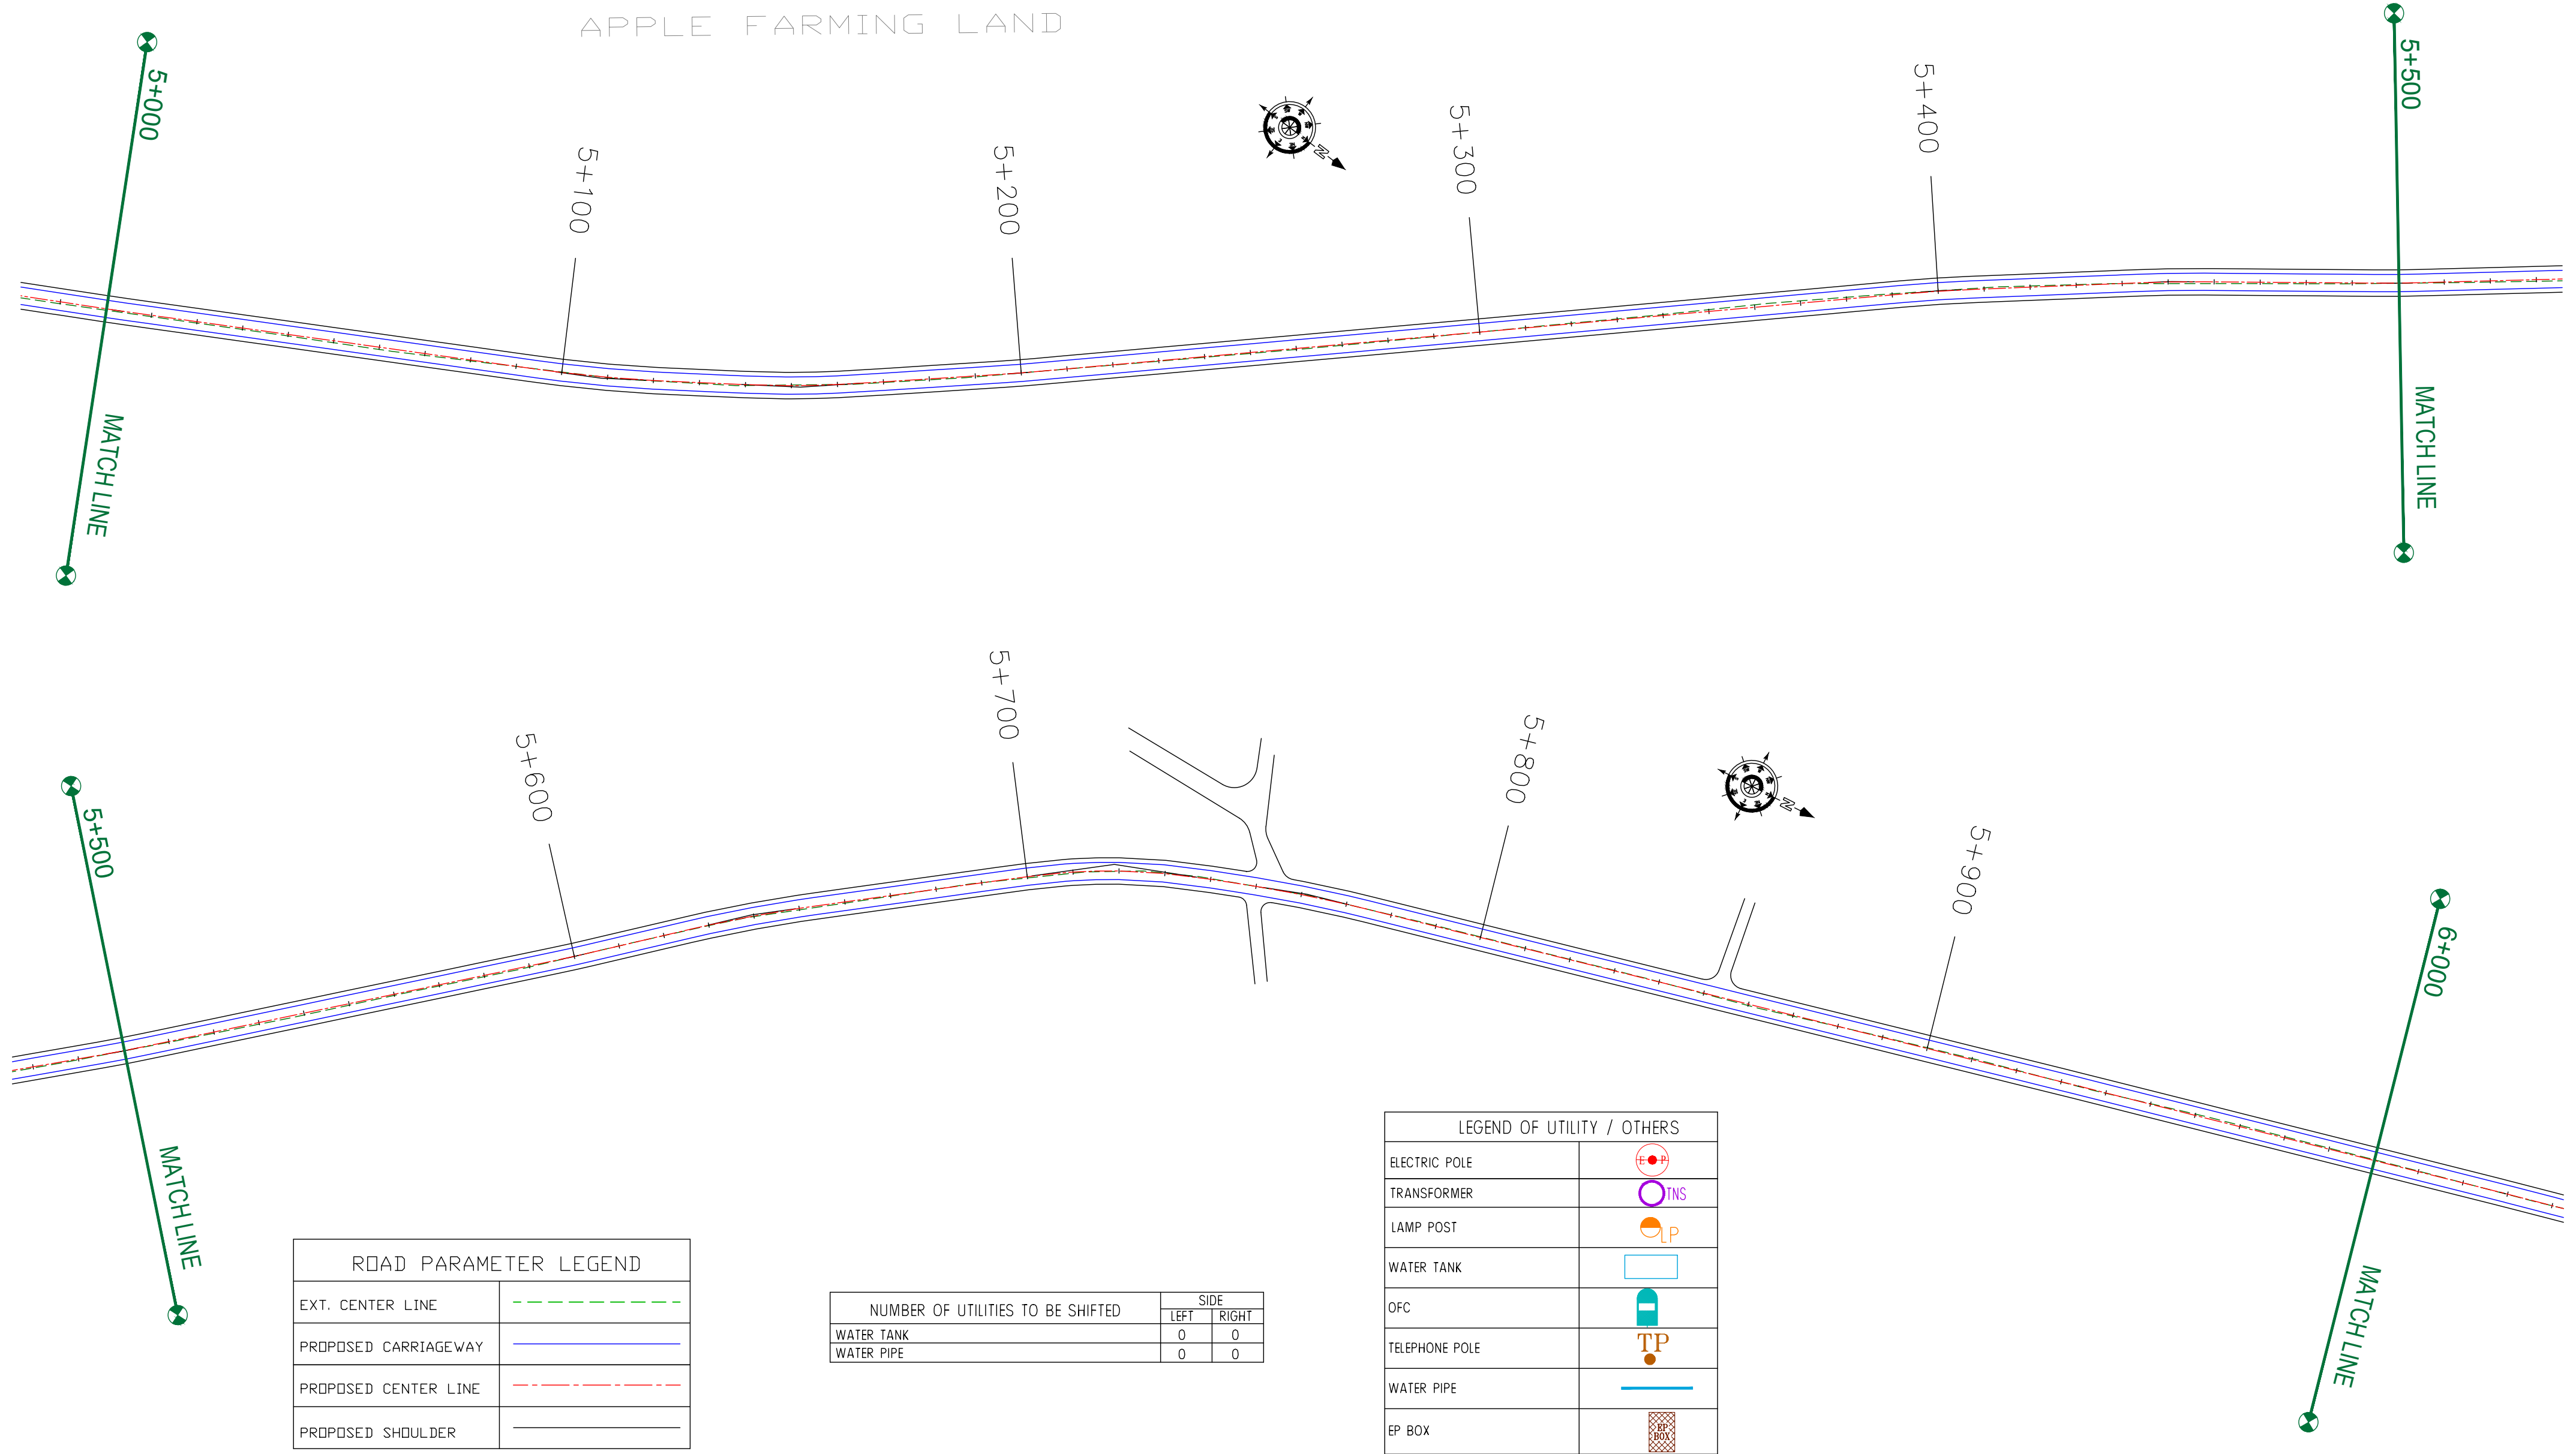 APPLE FARMING LAND
5+000
5+100
5+200
N
5+300
5+400
5+500
MATCH LINE
MATCH LINE
5+500
5+600
5+700
5+800
N
5+900
6+000
MATCH LINE
MATCH LINE
ROAD PARAMETER LEGEND
EXT. CENTER LINE
PROPOSED CARRIAGEWAY
PROPOSED CENTER LINE
PROPOSED SHOULDER
NUMBER OF UTILITIES TO BE SHIFTED SIDE
LEFT RIGHT
WATER TANK 0 0
WATER PIPE 0 0
LEGEND OF UTILITY / OTHERS
ELECTRIC POLE E P
TRANSFORMER TNS
LAMP POST LP
WATER TANK
OFC
TELEPHONE POLE TP
WATER PIPE
EP BOX EP
BOX